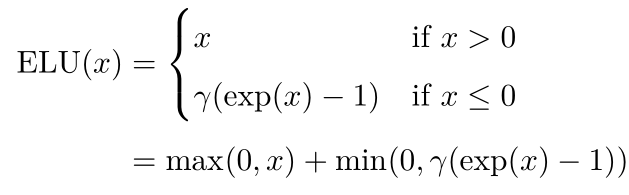 ELU(x) = { x if x > 0
γ(exp(x) − 1) if x ≤ 0
= max(0, x) + min(0, γ(exp(x) − 1))